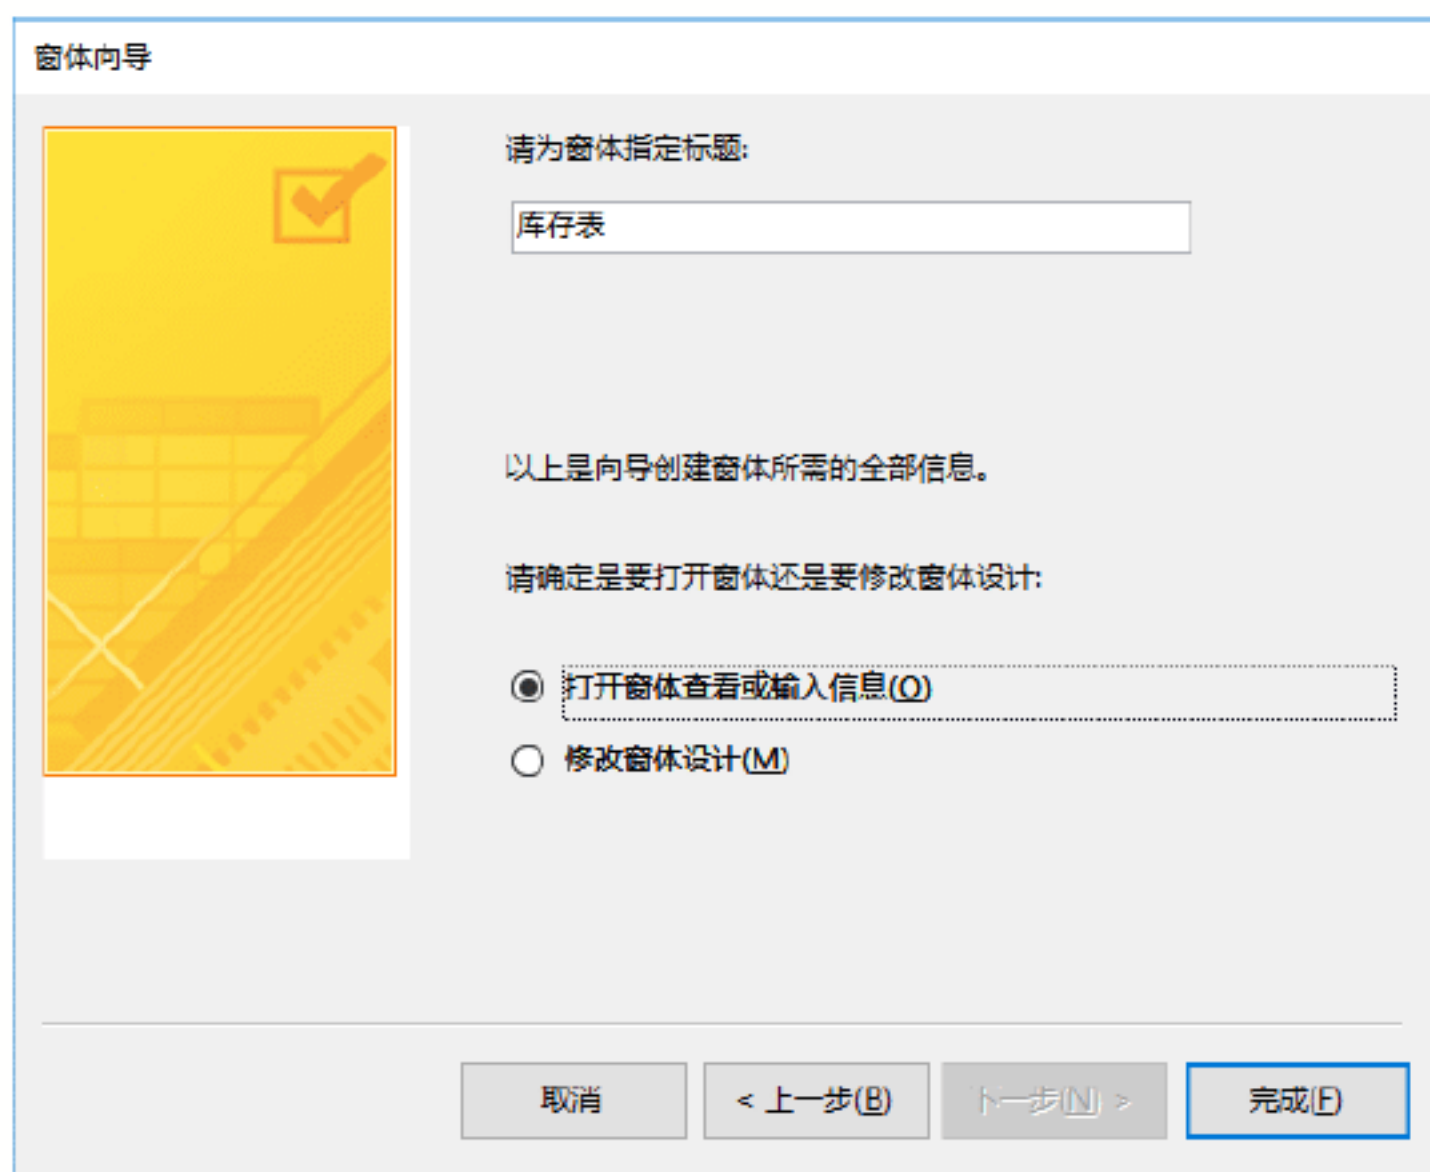 窗体向导
请为窗体指定标题:
库存表
以上是向导创建窗体所需的全部信息。
请确定是要打开窗体还是要修改窗体设计:
打开窗体查看或输入信息(O)
修改窗体设计(M)
取消
< 上一步(B)
下一步(N) >
完成(F)